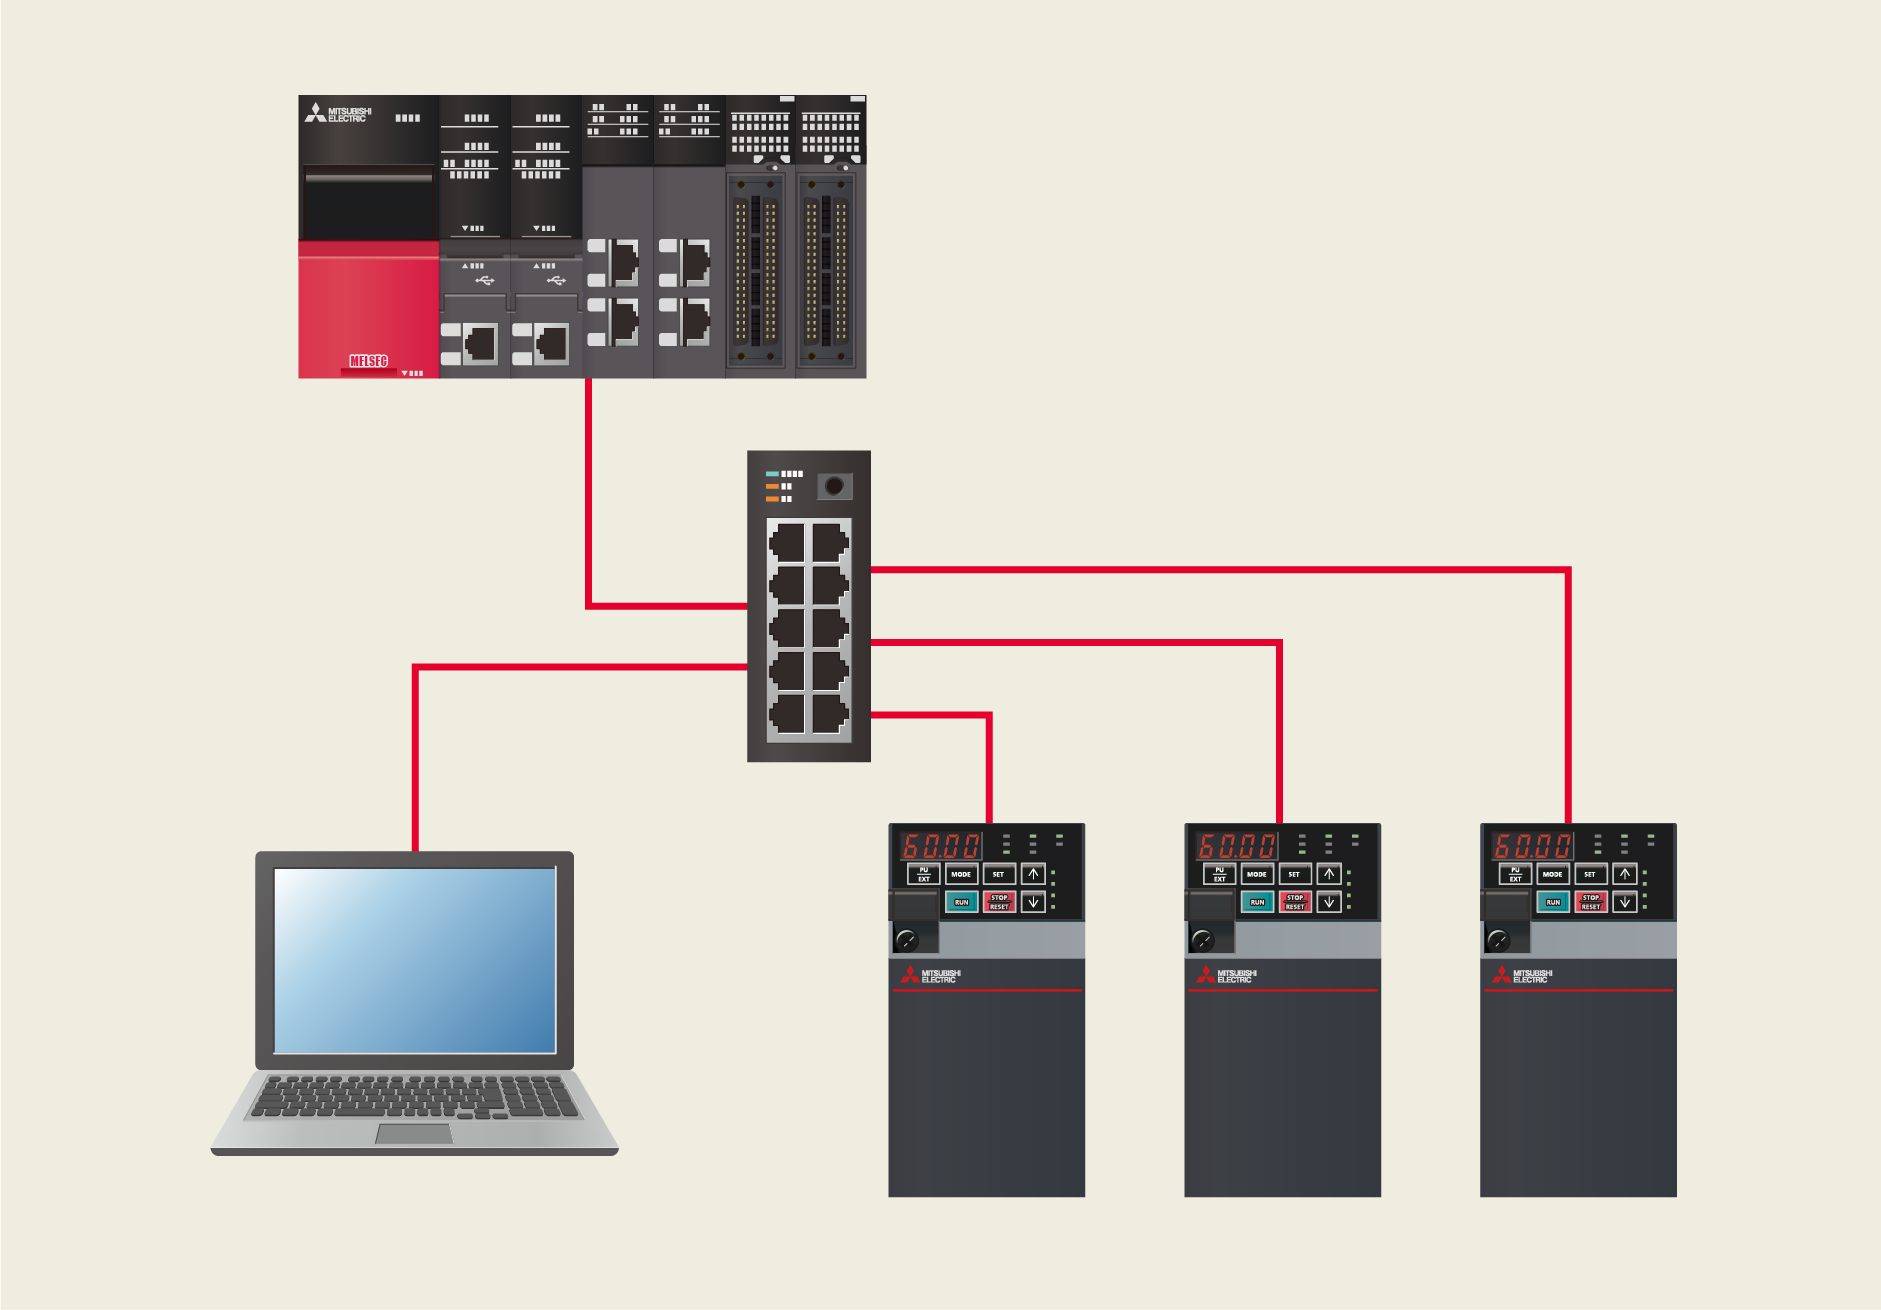 MITSUBISHI
ELECTRIC
MELSEC
60.00
PU
EXT
MODE
SET
RUN
STOP
RESET
MITSUBISHI
ELECTRIC
60.00
PU
EXT
MODE
SET
RUN
STOP
RESET
MITSUBISHI
ELECTRIC
60.00
PU
EXT
MODE
SET
RUN
STOP
RESET
MITSUBISHI
ELECTRIC